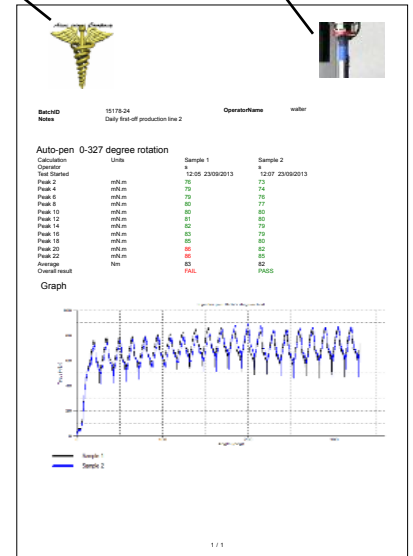 BatchID 15178-24 OperatorName walter
Notes Daily first-off production line 2
Auto-pen 0-327 degree rotation
Calculation Units Sample 1 Sample 2
Operator s s
Test Started 12:05 23/09/2013 12:07 23/09/2013
Peak 2 mN.m 76 73
Peak 4 mN.m 79 74
Peak 6 mN.m 79 76
Peak 8 mN.m 80 77
Peak 10 mN.m 80 80
Peak 12 mN.m 81 80
Peak 14 mN.m 82 79
Peak 16 mN.m 83 79
Peak 18 mN.m 85 80
Peak 20 mN.m 86 82
Peak 22 mN.m 86 85
Average Nm 83 82
Overall result FAIL PASS
Graph
Sample 1
Sample 2
1 / 1